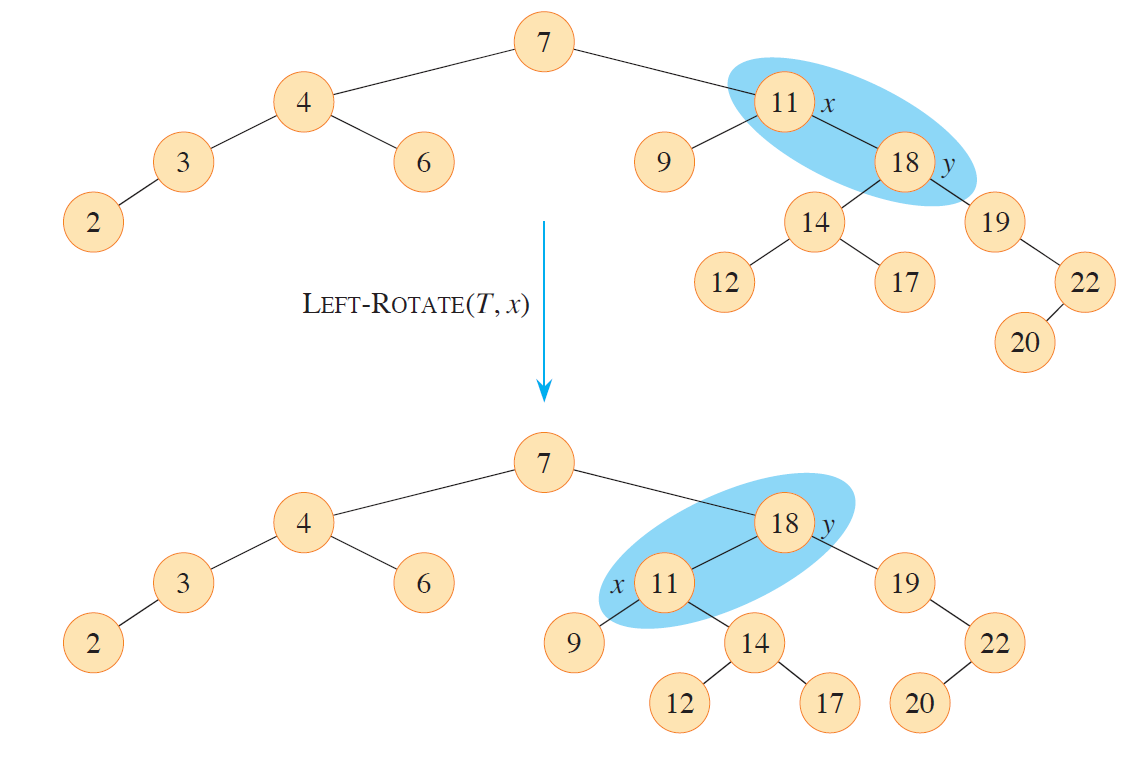 7
4 11 x
3 6 9 18 y
2 14 19
12 17 22
LEFT-ROTATE(T, x)
20
7
4 18 y
3 6 x 11 19
2 9 14 22
12 17 20